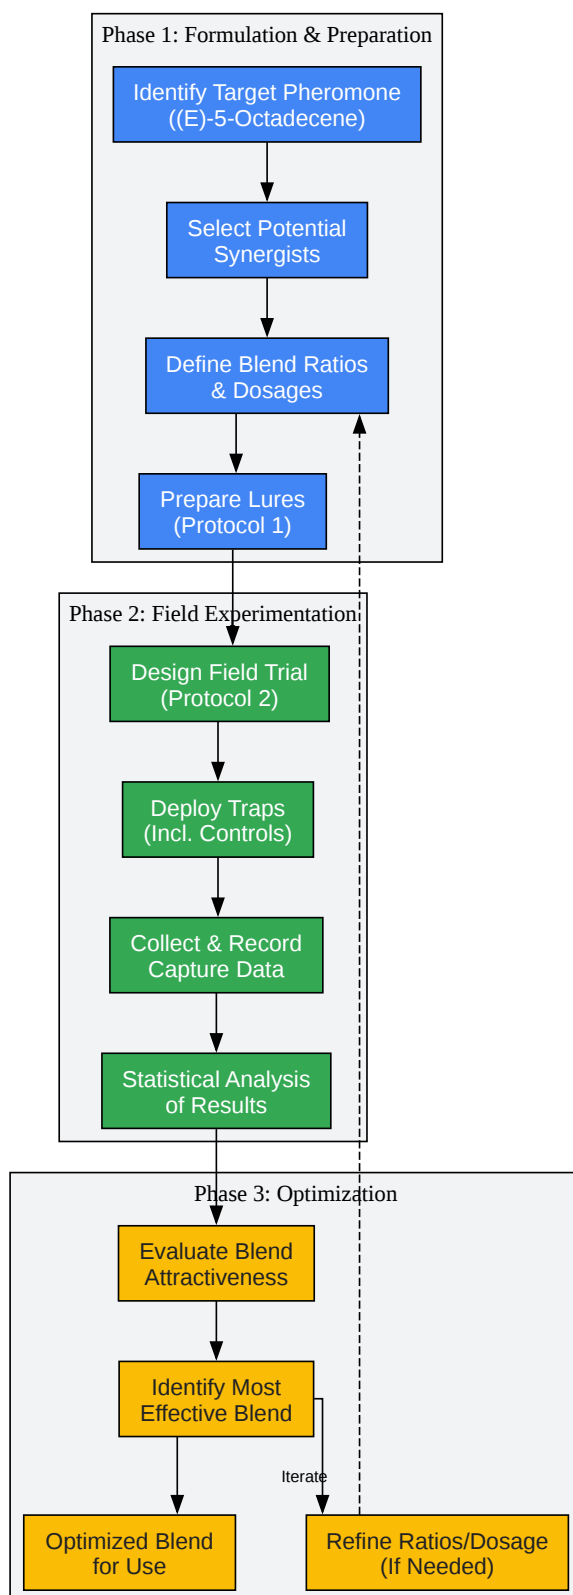 Phase 1: Formulation & Preparation
Identify Target Pheromone
((E)-5-Octadecene)
Select Potential
Synergists
Define Blend Ratios
& Dosages
Prepare Lures
(Protocol 1)
Phase 2: Field Experimentation
Design Field Trial
(Protocol 2)
Deploy Traps
(Incl. Controls)
Collect & Record
Capture Data
Statistical Analysis
of Results
Phase 3: Optimization
Evaluate Blend
Attractiveness
Identify Most
Effective Blend
Iterate
Optimized Blend
for Use
Refine Ratios/Dosage
(If Needed)